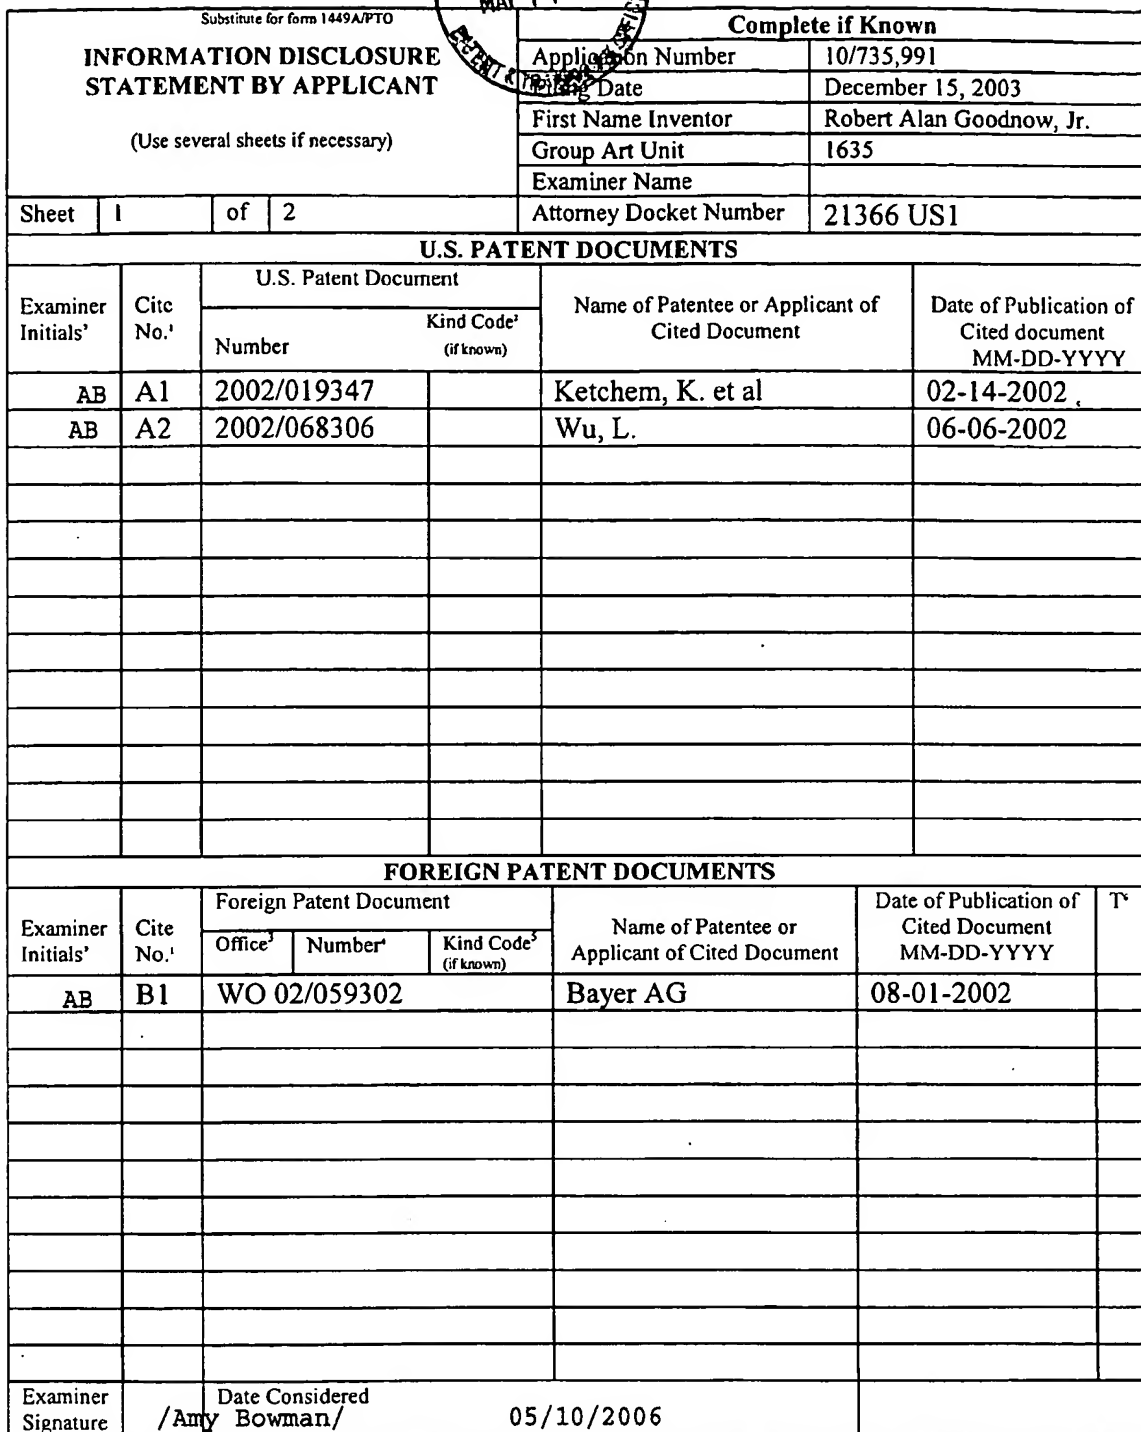 Substitute for form 1449A/PTO
INFORMATION DISCLOSURE
STATEMENT BY APPLICANT
(Use several sheets if necessary)
Sheet 1 of 2
Complete if Known
Application Number 10/735,991
Filing Date December 15, 2003
First Name Inventor Robert Alan Goodnow, Jr.
Group Art Unit 1635
Examiner Name
Attorney Docket Number 21366 US1
U.S. PATENT DOCUMENTS
Examiner Initials' Cite No.¹ U.S. Patent Document Number Kind Code² (if known) Name of Patentee or Applicant of Cited Document Date of Publication of Cited document MM-DD-YYYY
AB A1 2002/019347 Ketchem, K. et al 02-14-2002
AB A2 2002/068306 Wu, L. 06-06-2002
FOREIGN PATENT DOCUMENTS
Examiner Initials' Cite No.¹ Foreign Patent Document Office³ Number⁴ Kind Code⁵ (if known) Name of Patentee or Applicant of Cited Document Date of Publication of Cited Document MM-DD-YYYY T⁶
AB B1 WO 02/059302 Bayer AG 08-01-2002
Examiner Signature /Amy Bowman/ Date Considered 05/10/2006